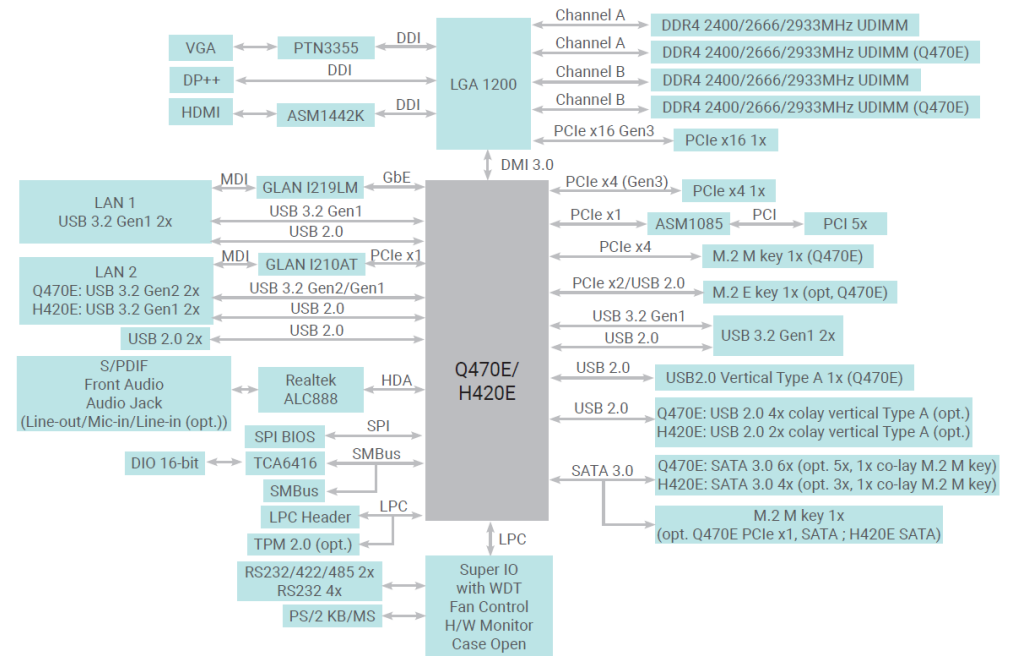 VGA
PTN3355
DDI
DP++
DDI
HDMI
ASM1442K
DDI
LGA 1200
Channel A
DDR4 2400/2666/2933MHz UDIMM
Channel A
DDR4 2400/2666/2933MHz UDIMM (Q470E)
Channel B
DDR4 2400/2666/2933MHz UDIMM
Channel B
DDR4 2400/2666/2933MHz UDIMM (Q470E)
PCIe x16 Gen3
PCIe x16 1x
DMI 3.0
LAN 1
USB 3.2 Gen1 2x
MDI
GLAN I219LM
GbE
USB 3.2 Gen1
USB 2.0
LAN 2
Q470E: USB 3.2 Gen2 2x
H420E: USB 3.2 Gen1 2x
MDI
GLAN I210AT
PCIe x1
USB 3.2 Gen2/Gen1
USB 2.0
USB 2.0 2x
USB 2.0
S/PDIF
Front Audio
Audio Jack
(Line-out/Mic-in/Line-in (opt.))
Realtek
ALC888
HDA
SPI BIOS
SPI
DIO 16-bit
TCA6416
SMBus
SMBus
LPC Header
LPC
TPM 2.0 (opt.)
Q470E/
H420E
PCIe x4 (Gen3)
PCIe x4 1x
PCIe x1
ASM1085
PCI
PCI 5x
PCIe x4
M.2 M key 1x (Q470E)
PCIe x2/USB 2.0
M.2 E key 1x (opt, Q470E)
USB 3.2 Gen1
USB 2.0
USB 3.2 Gen1 2x
USB 2.0
USB2.0 Vertical Type A 1x (Q470E)
USB 2.0
Q470E: USB 2.0 4x colay vertical Type A (opt.)
H420E: USB 2.0 2x colay vertical Type A (opt.)
SATA 3.0
Q470E: SATA 3.0 6x (opt. 5x, 1x co-lay M.2 M key)
H420E: SATA 3.0 4x (opt. 3x, 1x co-lay M.2 M key)
M.2 M key 1x
(opt. Q470E PCIe x1, SATA ; H420E SATA)
LPC
RS232/422/485 2x
RS232 4x
PS/2 KB/MS
Super IO
with WDT
Fan Control
H/W Monitor
Case Open